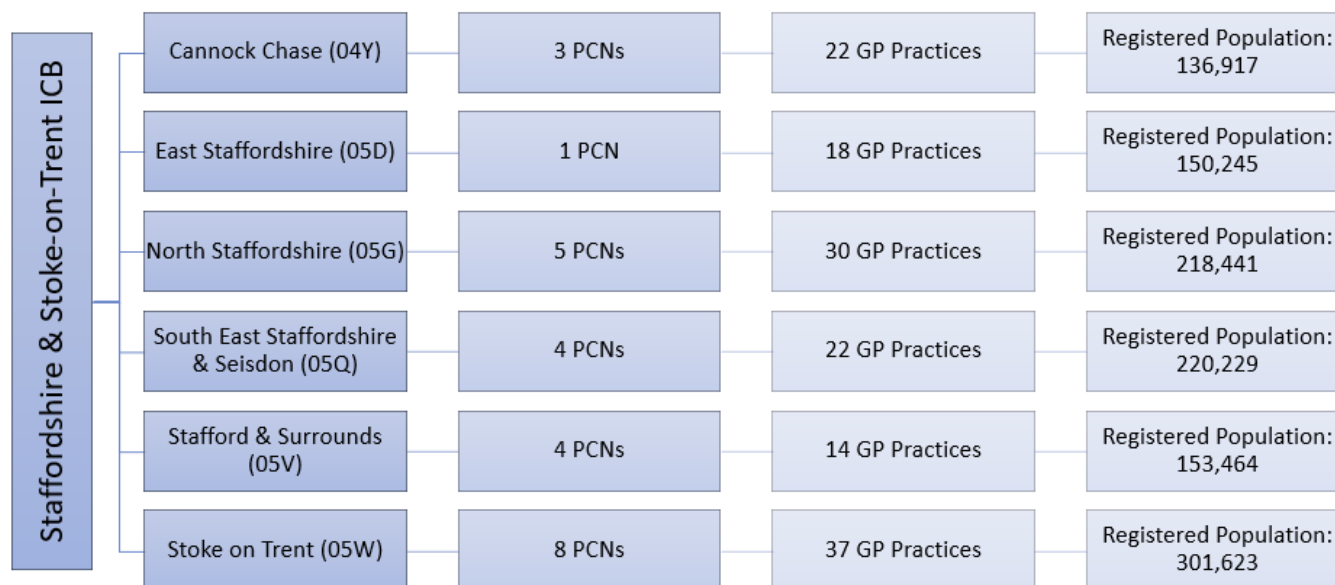 Staffordshire & Stoke-on-Trent ICB
Cannock Chase (04Y)
3 PCNs
22 GP Practices
Registered Population:
136,917
East Staffordshire (05D)
1 PCN
18 GP Practices
Registered Population:
150,245
North Staffordshire (05G)
5 PCNs
30 GP Practices
Registered Population:
218,441
South East Staffordshire
& Seisdon (05Q)
4 PCNs
22 GP Practices
Registered Population:
220,229
Stafford & Surrounds
(05V)
4 PCNs
14 GP Practices
Registered Population:
153,464
Stoke on Trent (05W)
8 PCNs
37 GP Practices
Registered Population:
301,623